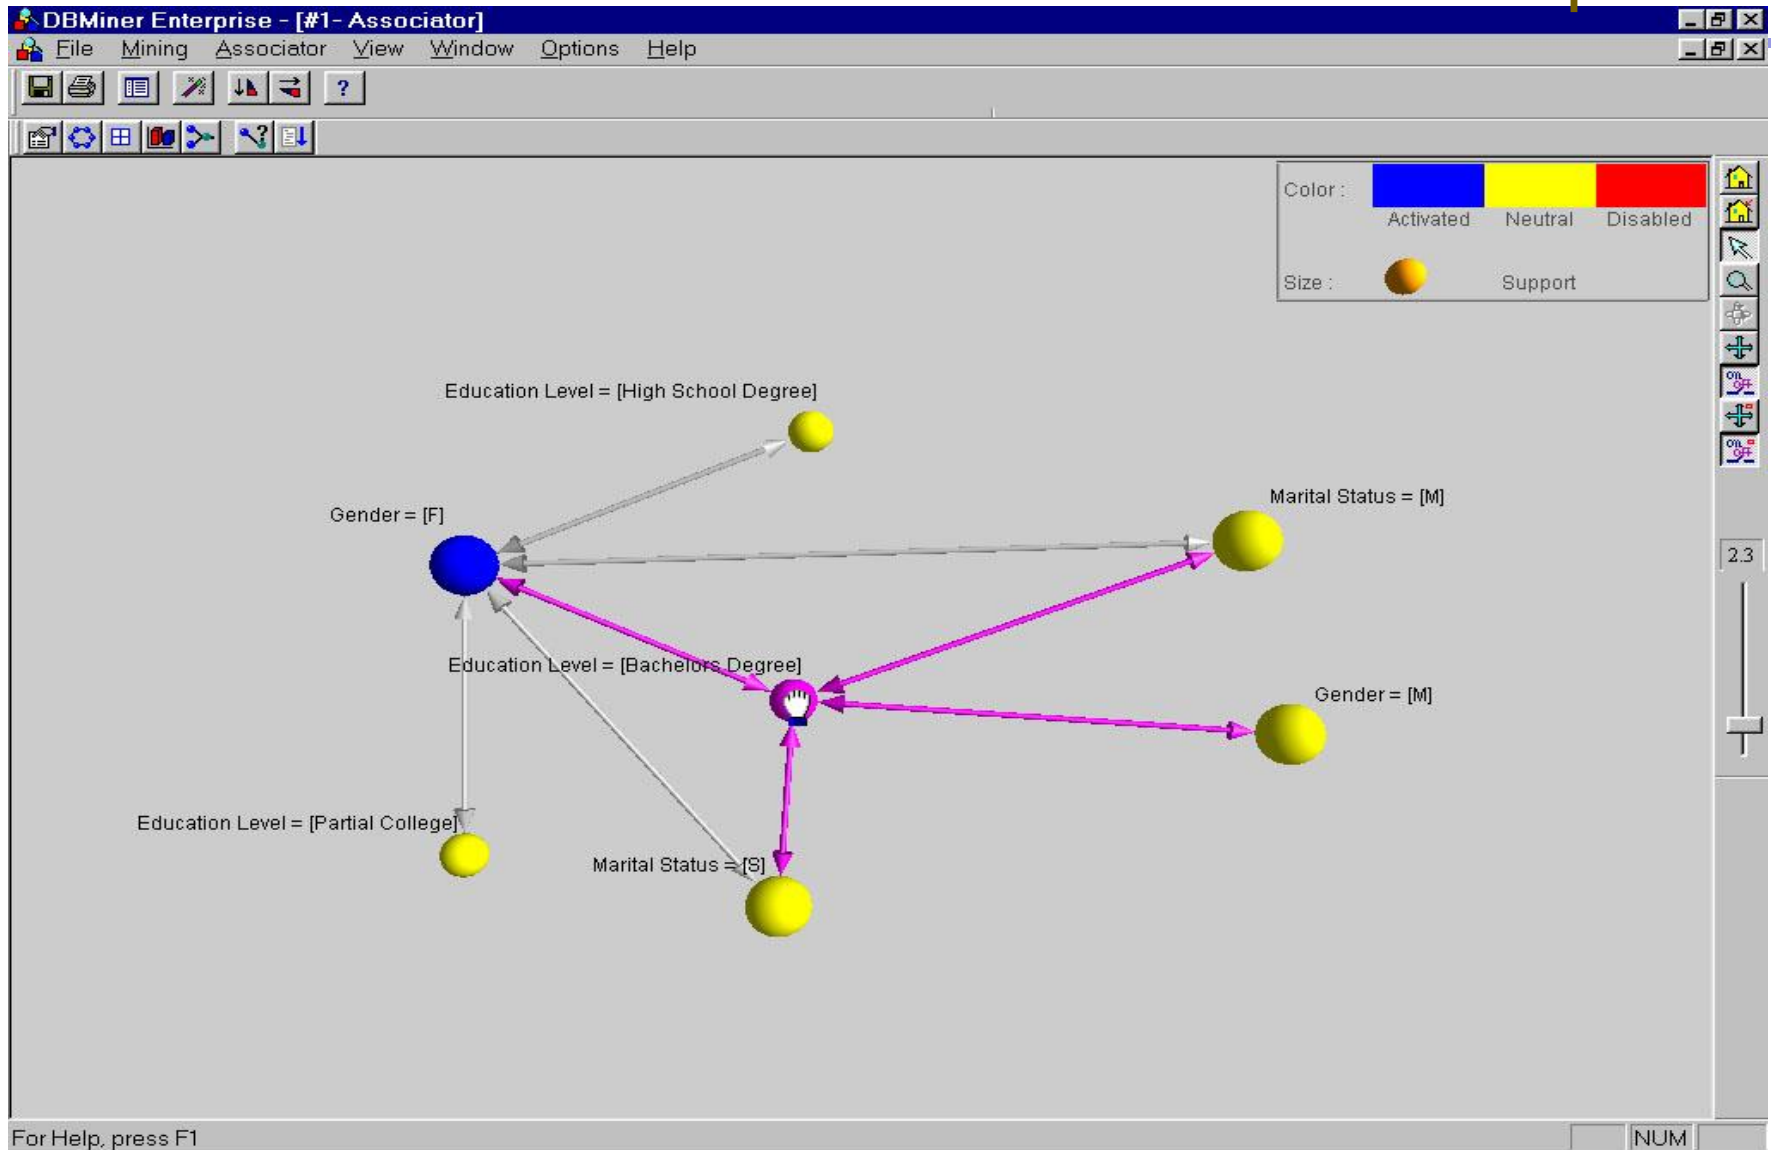 DBMiner Enterprise - [#1- Associator]
File Mining Associator View Window Options Help
?
?
Color :
Activated Neutral Disabled
Size : Support
Education Level = [High School Degree]
Marital Status = [M]
Gender = [F]
2.3
Education Level = [Bachelors Degree]
Gender = [M]
Education Level = [Partial College]
Marital Status = [S]
For Help, press F1
NUM